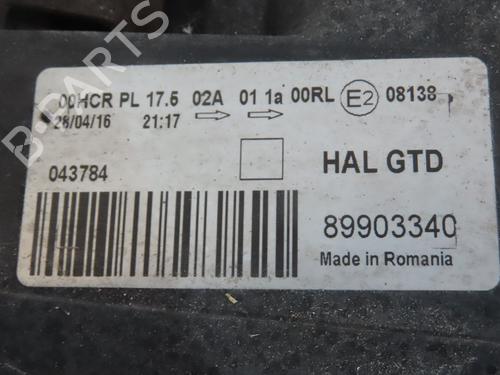 00HCR PL 17.5 02A 01 1a 00RL E2 08138
28/04/16 21:17
043784
HAL GTD
89903340
Made in Romania
B-PARTS